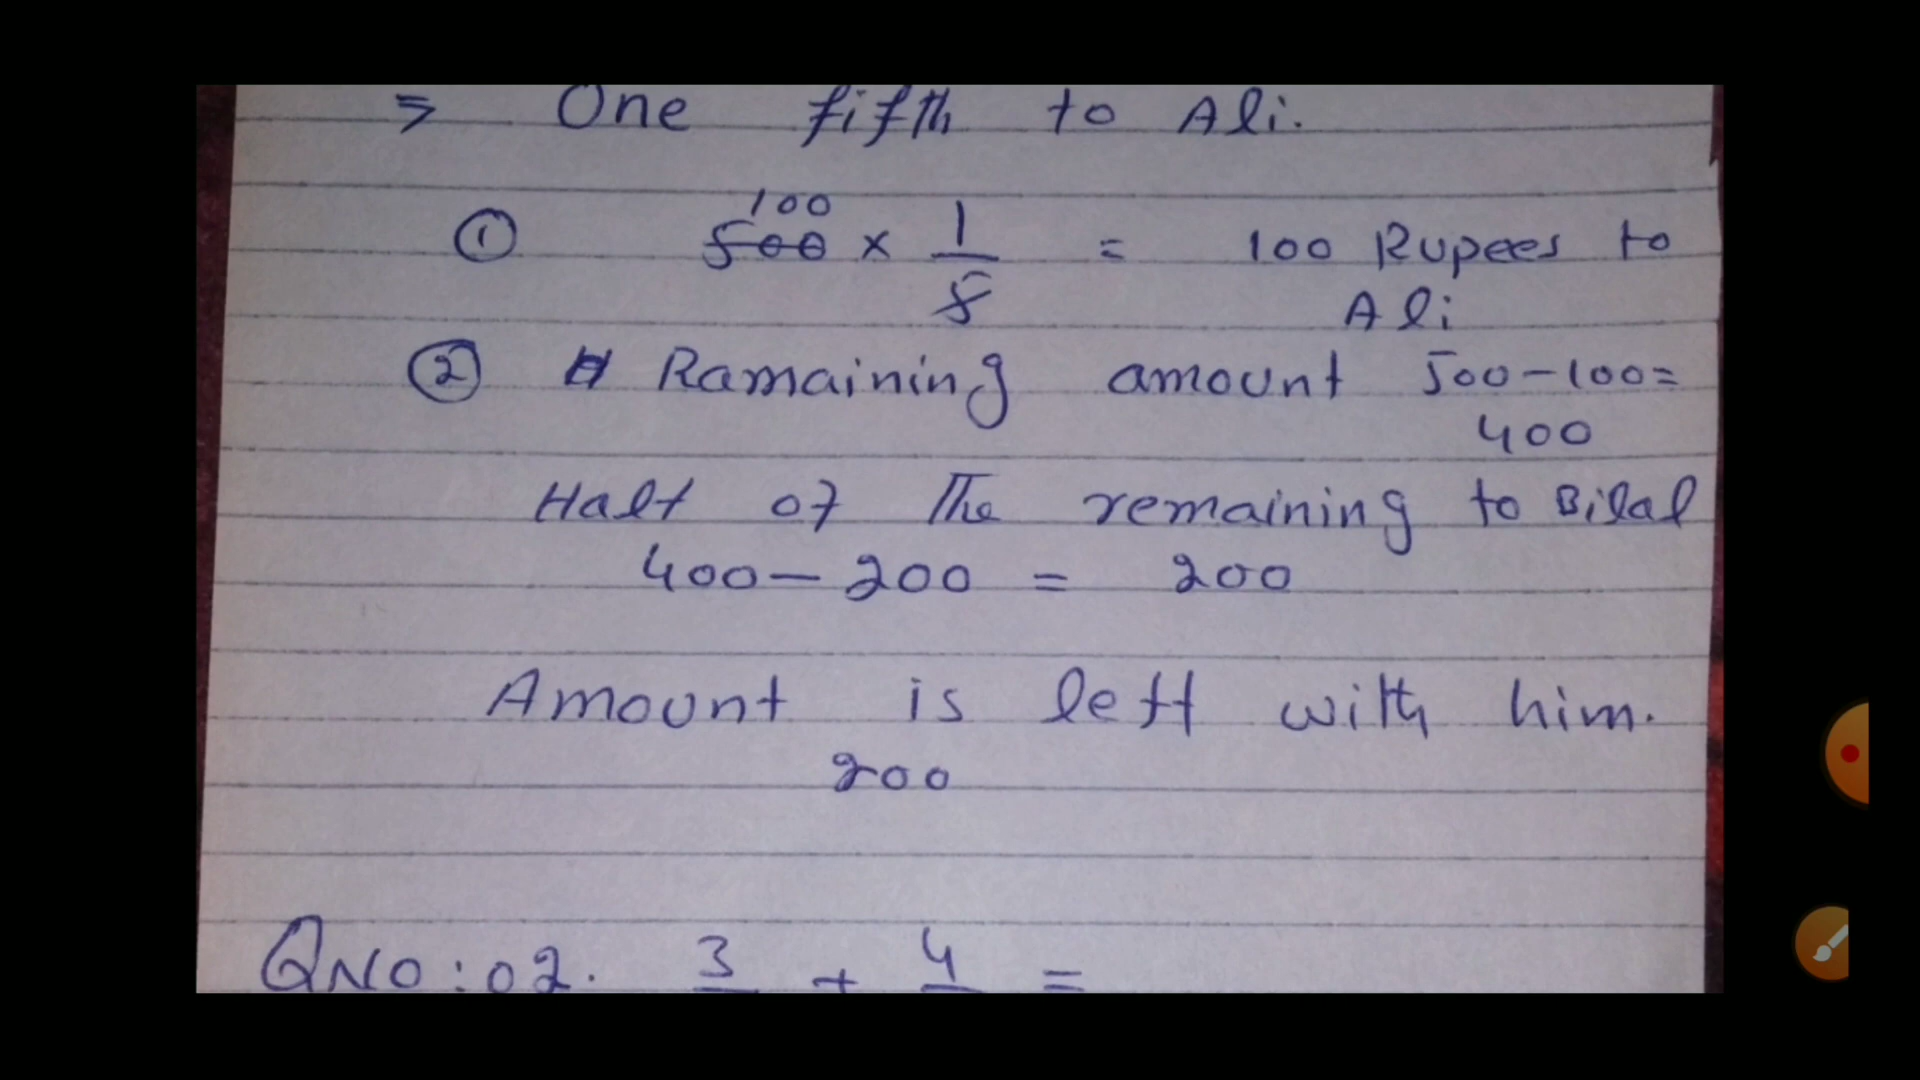 ⇒ One fifth to Ali.
100
① 500 × 1/5 = 100 Rupees to
Ali
② Ramaining amount 500-100=
400
Half of The remaining to Bilal
400 - 200 = 200
Amount is left with him.
200
QNO:02. 3 + 4 =